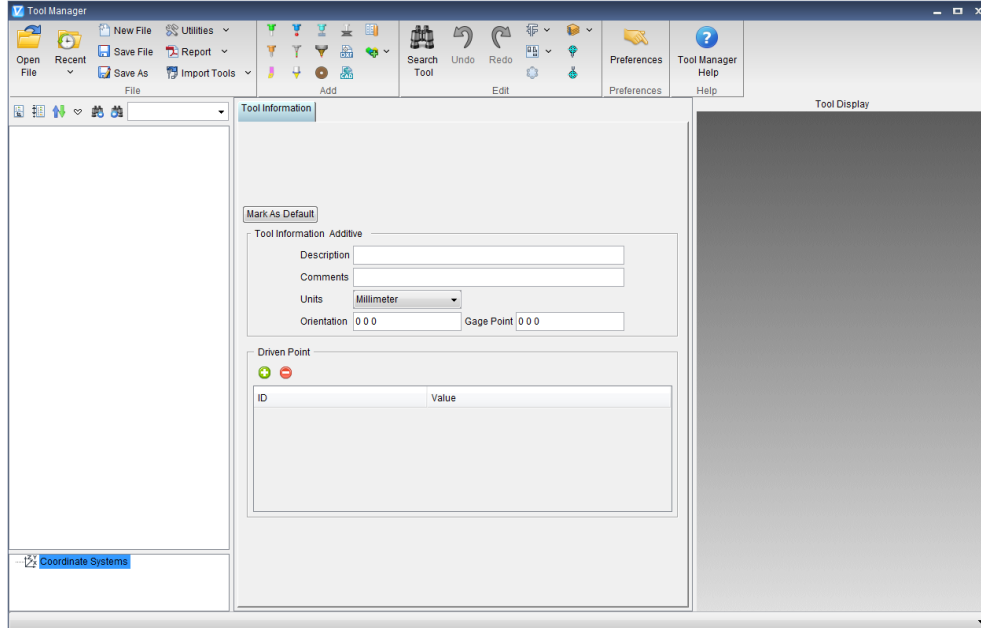 Tool Manager
New File Utilities
Save File Report
Save As Import Tools
Open File
Recent
Search Tool
Undo
Redo
Preferences
Tool Manager Help
File Add Edit Preferences Help
Tool Information
Tool Display
Mark As Default
Tool Information Additive
Description
Comments
Units Millimeter
Orientation 0 0 0 Gage Point 0 0 0
Driven Point
ID Value
Coordinate Systems